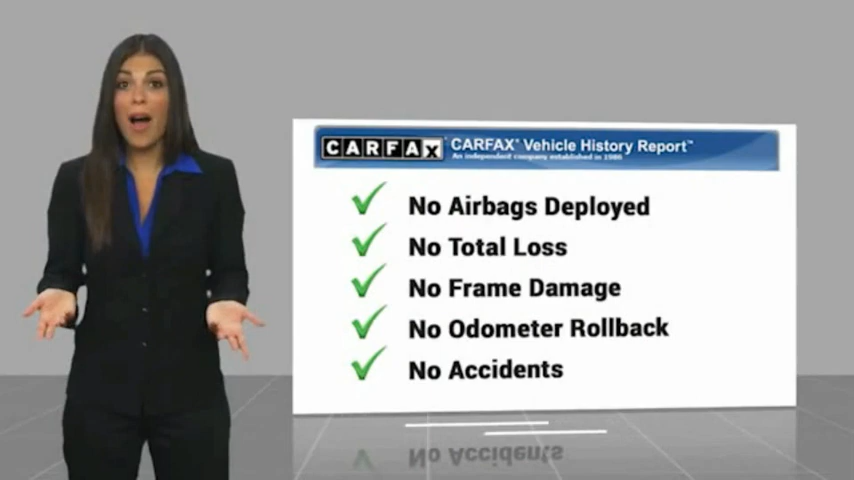 CARFAX CARFAX® Vehicle History Report™
An independent company established in 1986
No Airbags Deployed
No Total Loss
No Frame Damage
No Odometer Rollback
No Accidents
No Accidents